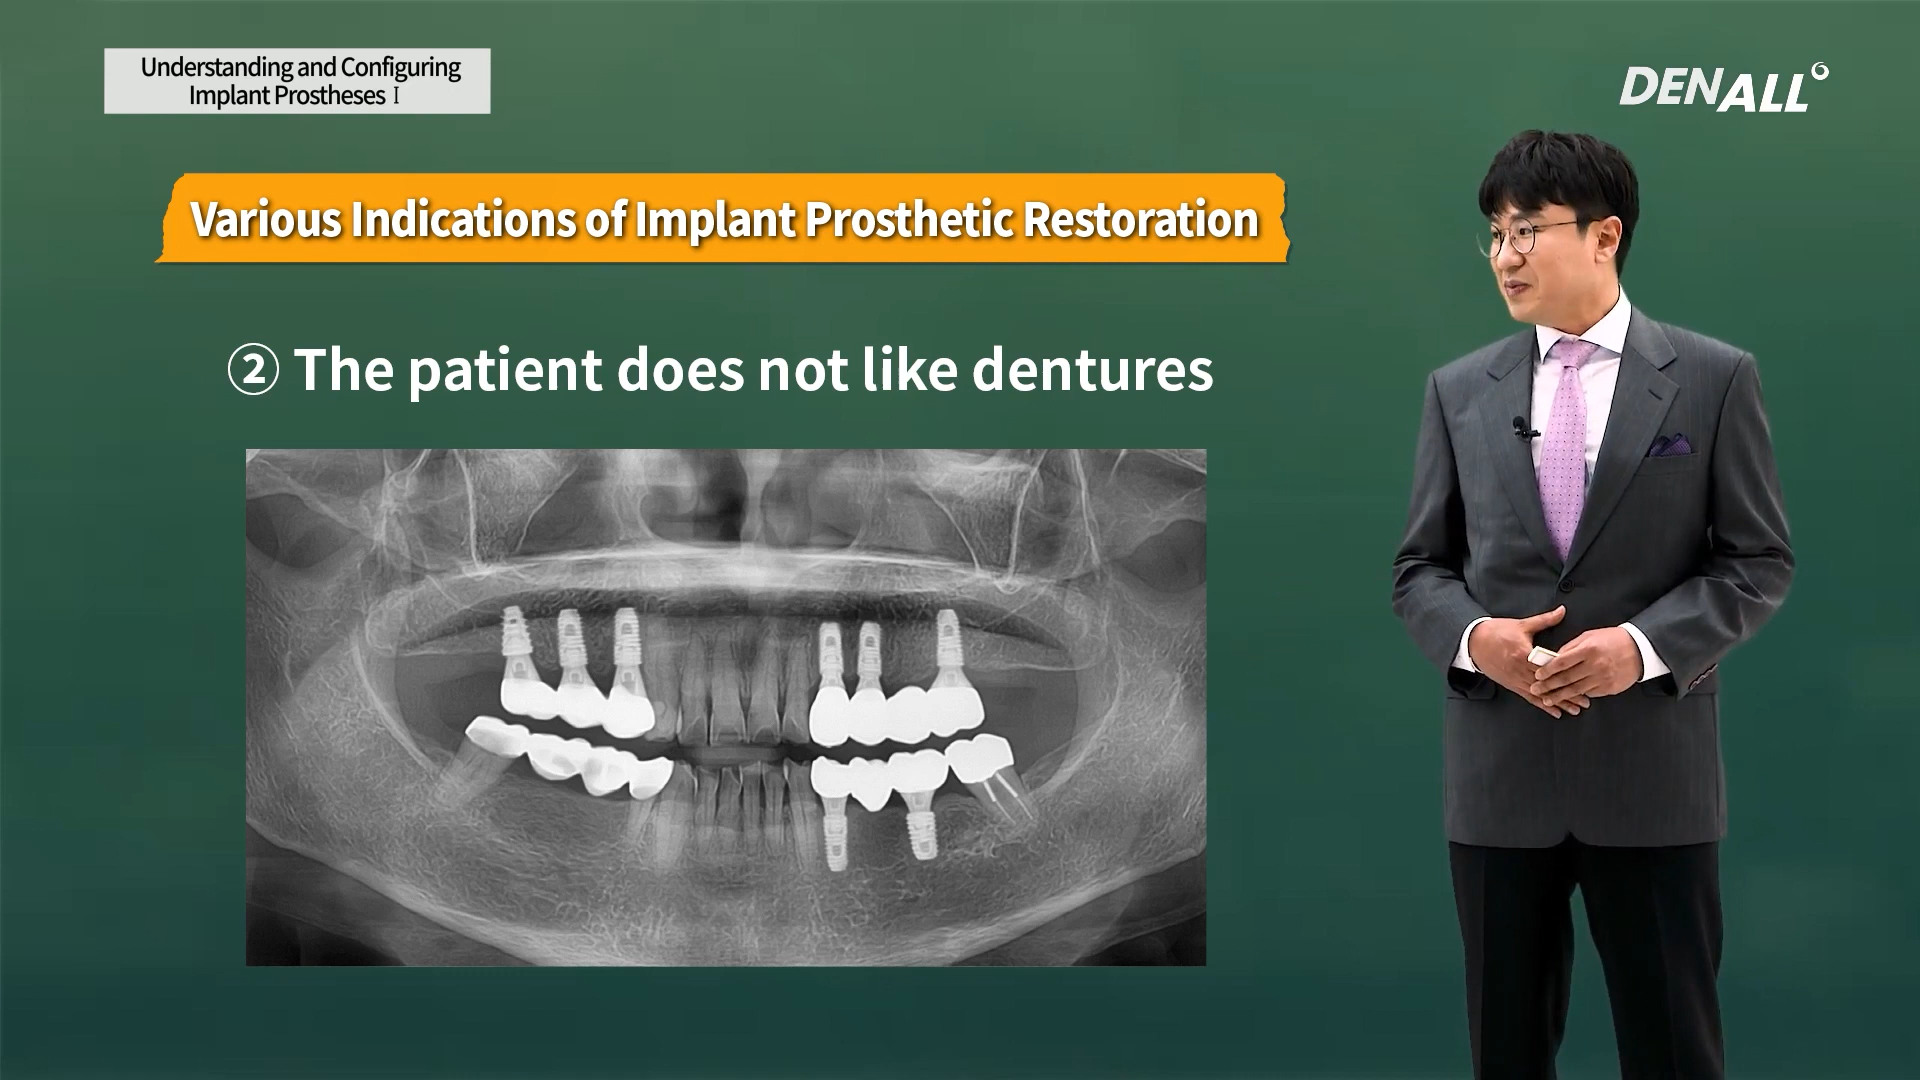 Understanding and Configuring
Implant Prostheses Ⅰ
DENALL
Various Indications of Implant Prosthetic Restoration
② The patient does not like dentures